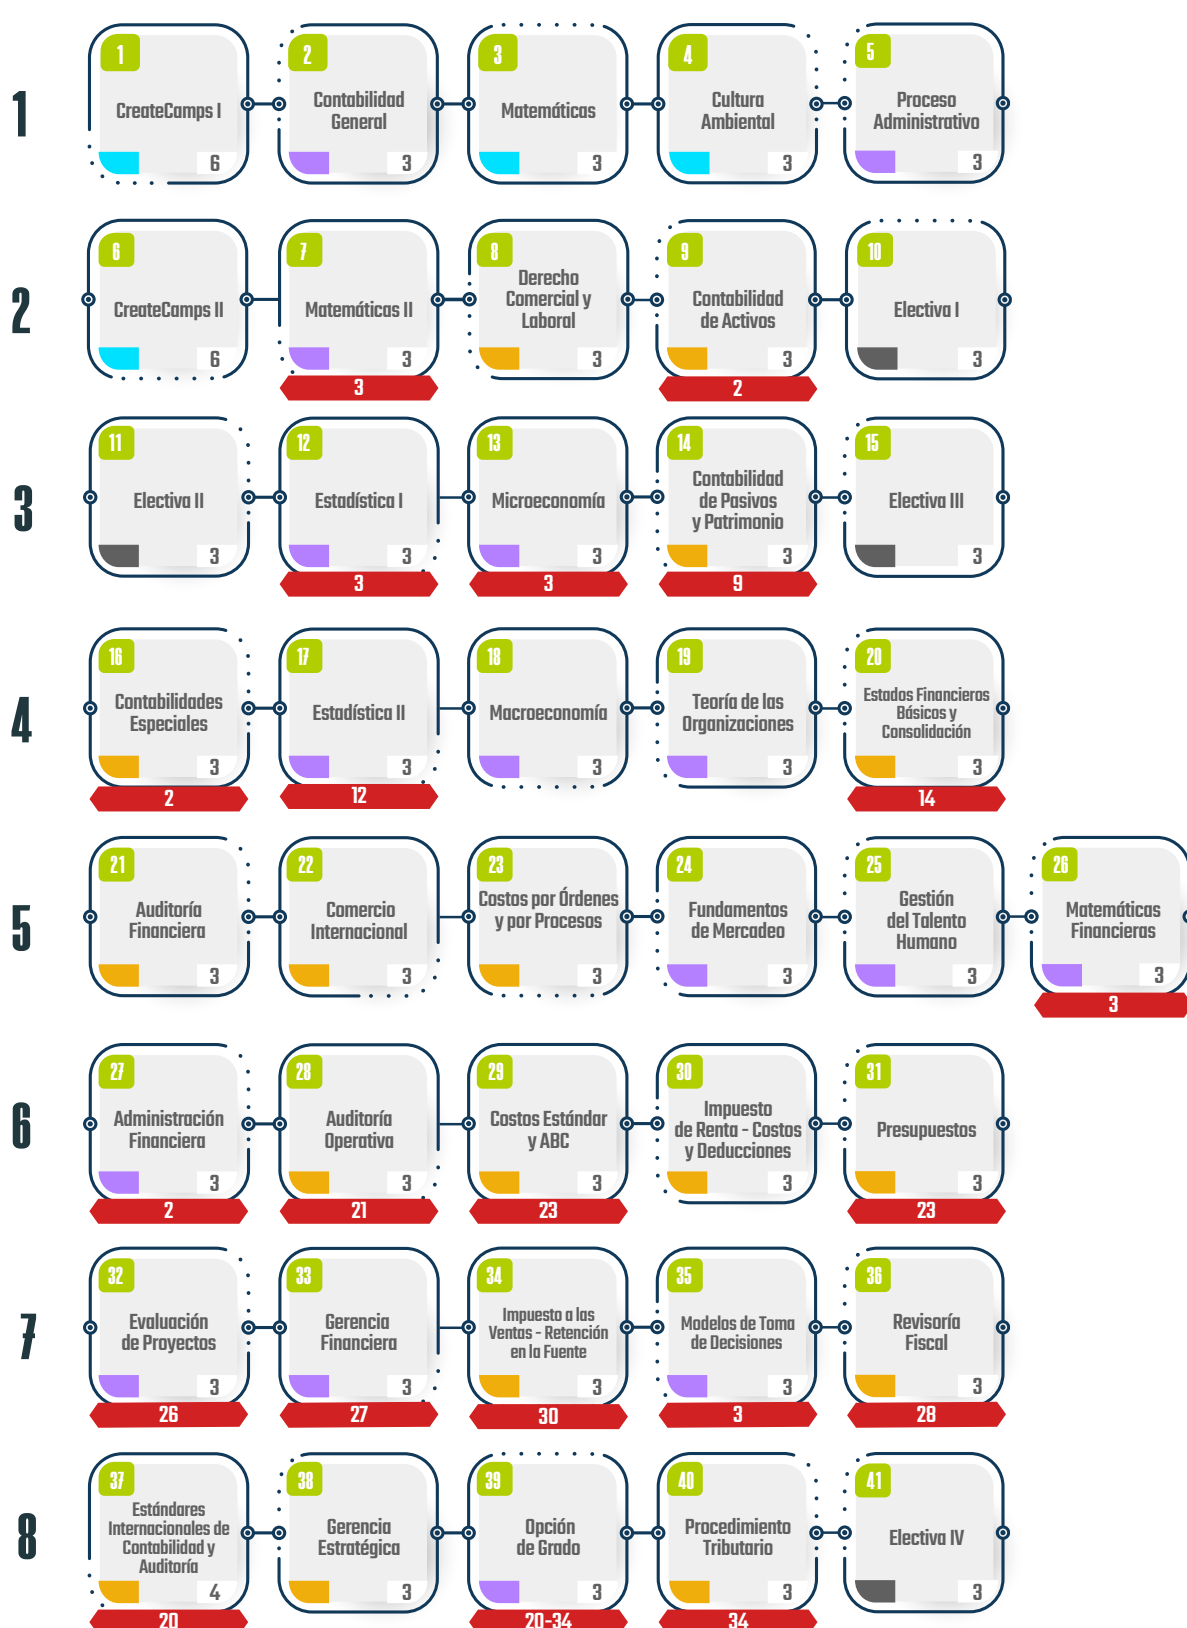 1
1
CreateCamps I
6
2
Contabilidad
General
3
3
Matemáticas
3
4
Cultura
Ambiental
3
5
Proceso
Administrativo
3
2
6
CreateCamps II
6
7
Matemáticas II
3
3
8
Derecho
Comercial y
Laboral
3
9
Contabilidad
de Activos
3
2
10
Electiva I
3
3
11
Electiva II
3
12
Estadística I
3
3
13
Microeconomía
3
3
14
Contabilidad
de Pasivos
y Patrimonio
3
9
15
Electiva III
3
4
16
Contabilidades
Especiales
3
2
17
Estadística II
3
12
18
Macroeconomía
3
19
Teoría de las
Organizaciones
3
20
Estados Financieros
Básicos y
Consolidación
3
14
5
21
Auditoría
Financiera
3
22
Comercio
Internacional
3
23
Costos por Órdenes
y por Procesos
3
24
Fundamentos
de Mercadeo
3
25
Gestión
del Talento
Humano
3
26
Matemáticas
Financieras
3
3
6
27
Administración
Financiera
3
2
28
Auditoría
Operativa
3
21
29
Costos Estándar
y ABC
3
23
30
Impuesto
de Renta - Costos
y Deducciones
3
31
Presupuestos
3
23
7
32
Evaluación
de Proyectos
3
26
33
Gerencia
Financiera
3
27
34
Impuesto a las
Ventas - Retención
en la Fuente
3
30
35
Modelos de Toma
de Decisiones
3
3
36
Revisoría
Fiscal
3
28
8
37
Estándares
Internacionales de
Contabilidad y
Auditoría
4
20
38
Gerencia
Estratégica
3
39
Opción
de Grado
3
20-34
40
Procedimiento
Tributario
3
34
41
Electiva IV
3